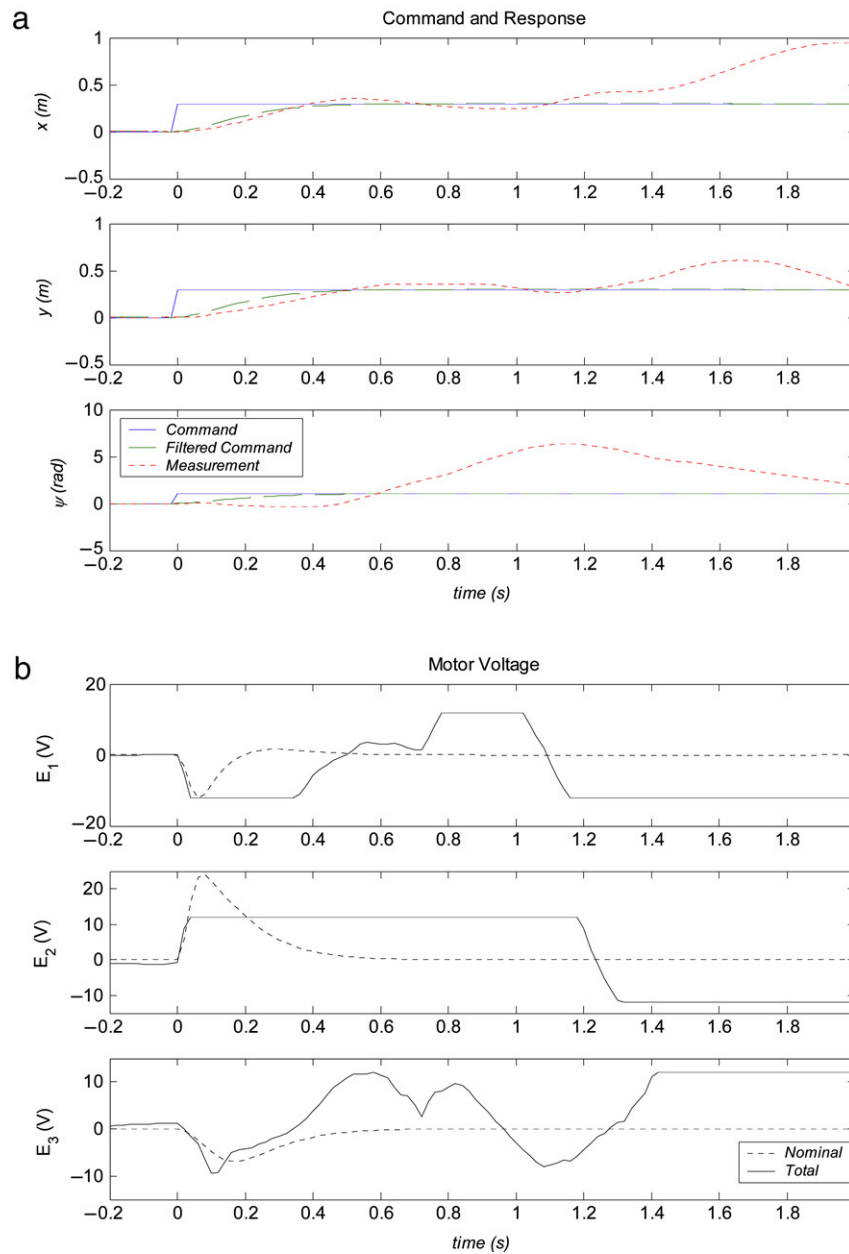 a
Command and Response
1
0.5
0
–0.5
x (m)
–0.2 0 0.2 0.4 0.6 0.8 1 1.2 1.4 1.6 1.8
1
0.5
0
–0.5
y (m)
–0.2 0 0.2 0.4 0.6 0.8 1 1.2 1.4 1.6 1.8
10
5
0
–5
ψ (rad)
Command
Filtered Command
Measurement
–0.2 0 0.2 0.4 0.6 0.8 1 1.2 1.4 1.6 1.8
time (s)
b
Motor Voltage
20
0
–20
E1 (V)
–0.2 0 0.2 0.4 0.6 0.8 1 1.2 1.4 1.6 1.8
20
10
0
–10
E2 (V)
–0.2 0 0.2 0.4 0.6 0.8 1 1.2 1.4 1.6 1.8
10
0
–10
E3 (V)
Nominal
Total
–0.2 0 0.2 0.4 0.6 0.8 1 1.2 1.4 1.6 1.8
time (s)